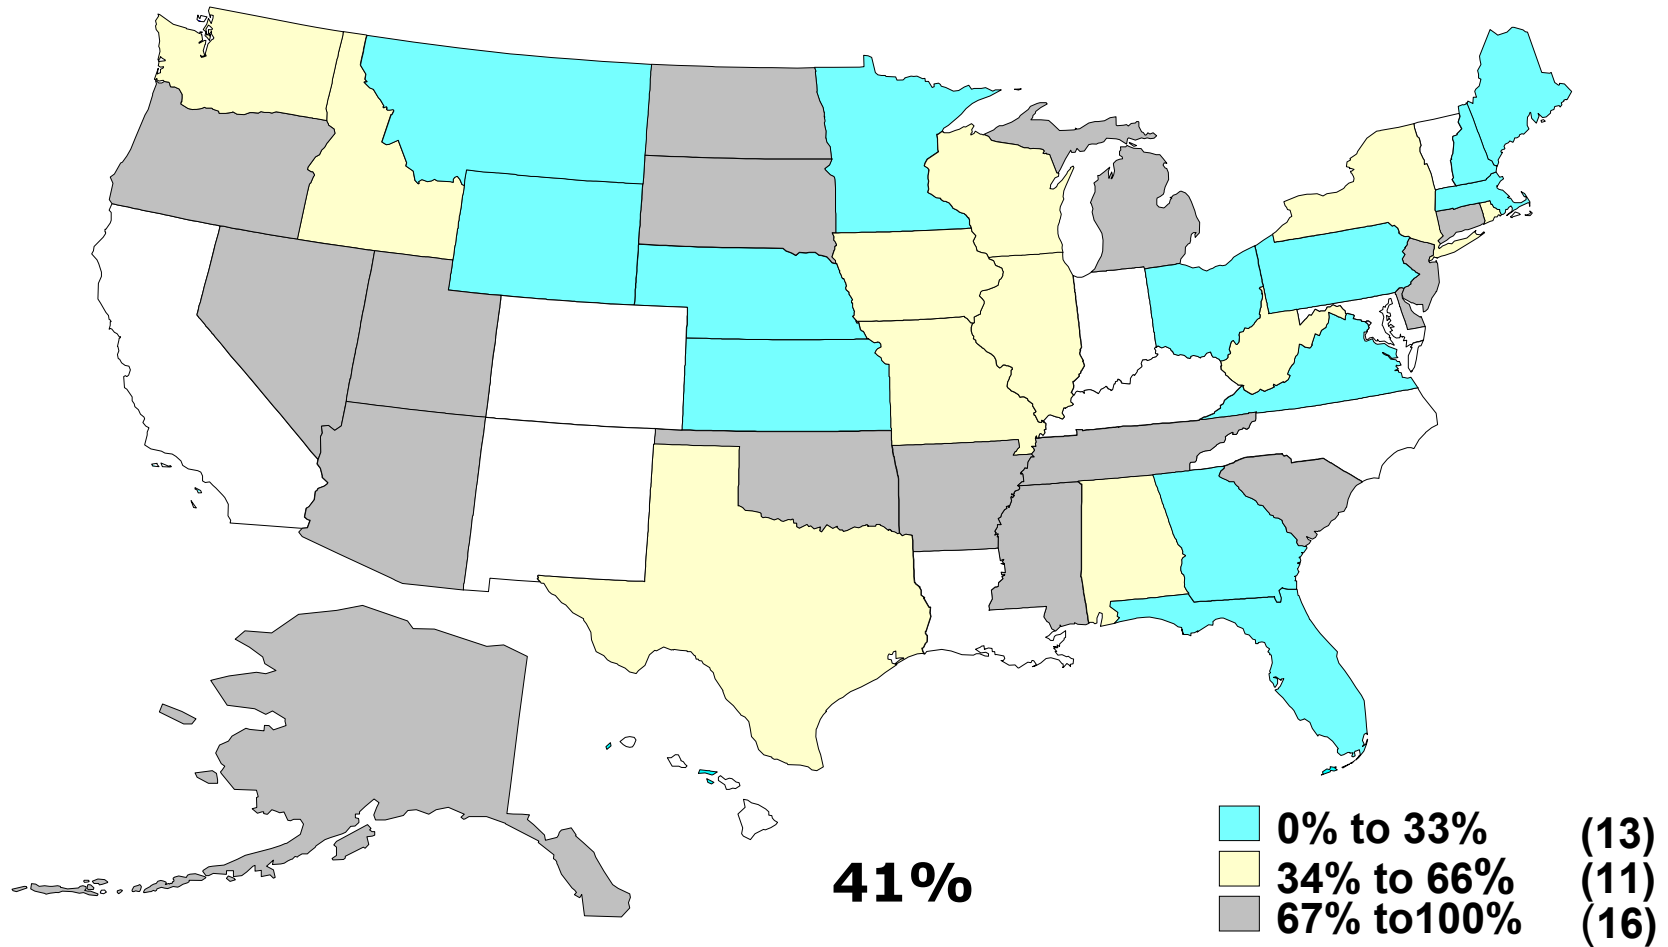 41%
0% to 33% (13)
34% to 66% (11)
67% to100% (16)